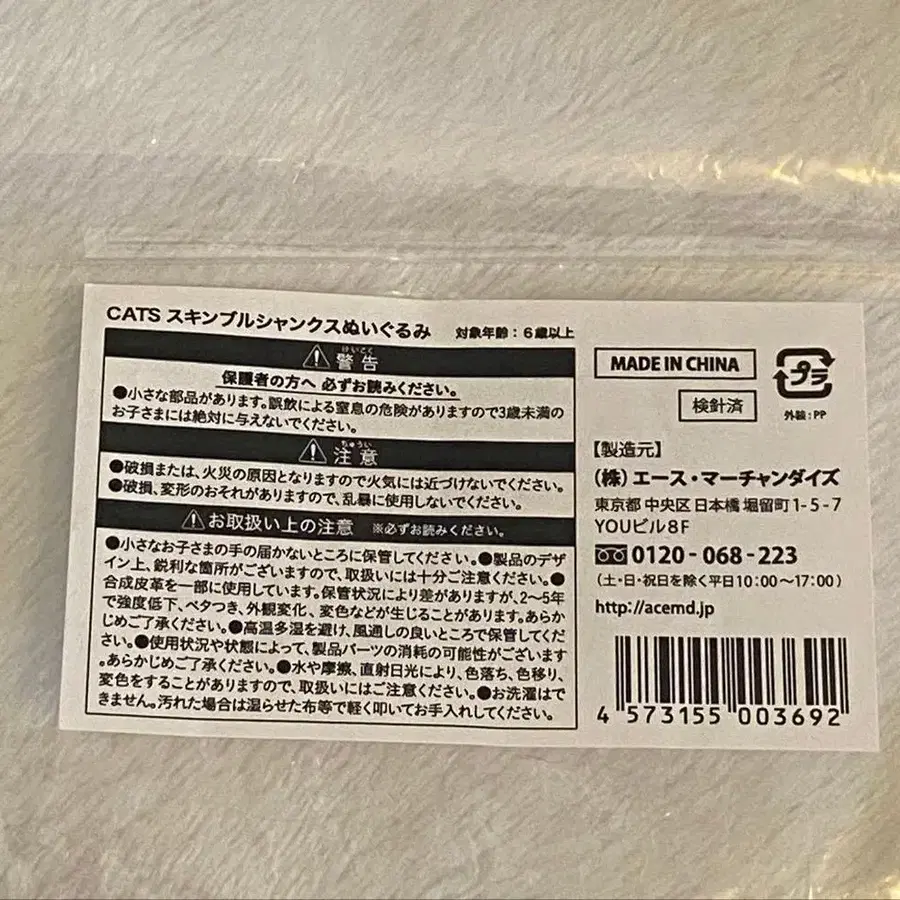 CATS スキンブルシャンクスぬいぐるみ 対象年齢:6歳以上
けいこく
警告
保護者の方へ 必ずお読みください。
●小さな部品があります。誤飲による窒息の危険がありますので3歳未満の
お子さまには絶対に与えないでください。
ちゅうい
注意
●破損または、火災の原因となりますので火気には近づけないでください。
●破損、変形のおそれがありますので、乱暴に使用しないでください。
お取扱い上の注意 ※必ずお読みください。
●小さなお子さまの手の届かないところに保管してください。●製品のデザ
イン上、鋭利な箇所がございますので、取扱いには十分ご注意ください。●
合成皮革を一部に使用しています。保管状況により差がありますが、2〜5年
で強度低下、ベタつき、外観変化、変色などが生じることがあります。あらか
じめご了承ください。●高温多湿を避け、風通しの良いところで保管してくだ
さい。●使用状況や状態によって、製品パーツの消耗の可能性がございます。
あらかじめご了承ください。●水や摩擦、直射日光により、色落ち、色移り、
変色をすることがありますので、取扱いにはご注意ください。●お洗濯はで
きません。汚れた場合は湿らせた布等で軽く叩いてお手入れしてください。
MADE IN CHINA
プラ
検針済
外装:PP
【製造元】
(株)エース・マーチャンダイズ
東京都 中央区 日本橋 堀留町1-5-7
YOUビル8F
0120-068-223
(土・日・祝日を除く平日10:00〜17:00)
http://acemd.jp
4 573155 003692